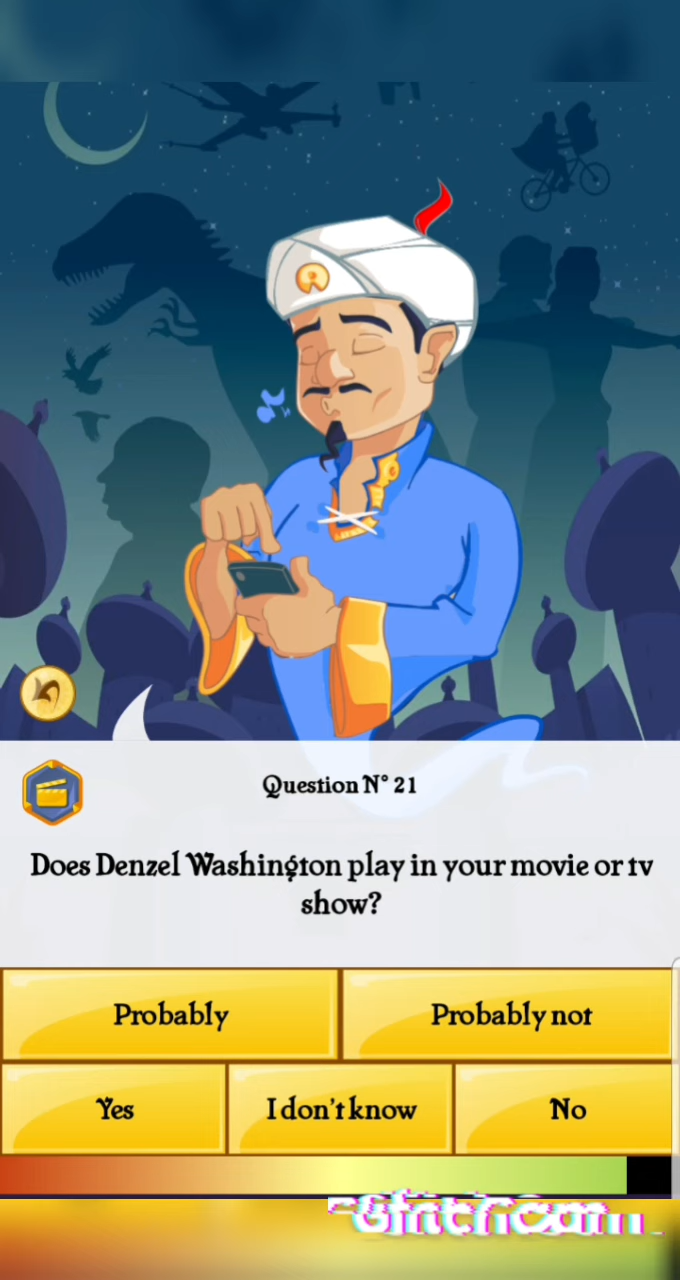 Question N° 21
Does Denzel Washington play in your movie or tv
show?
Probably
Probably not
Yes
I don't know
No
GlitchCam